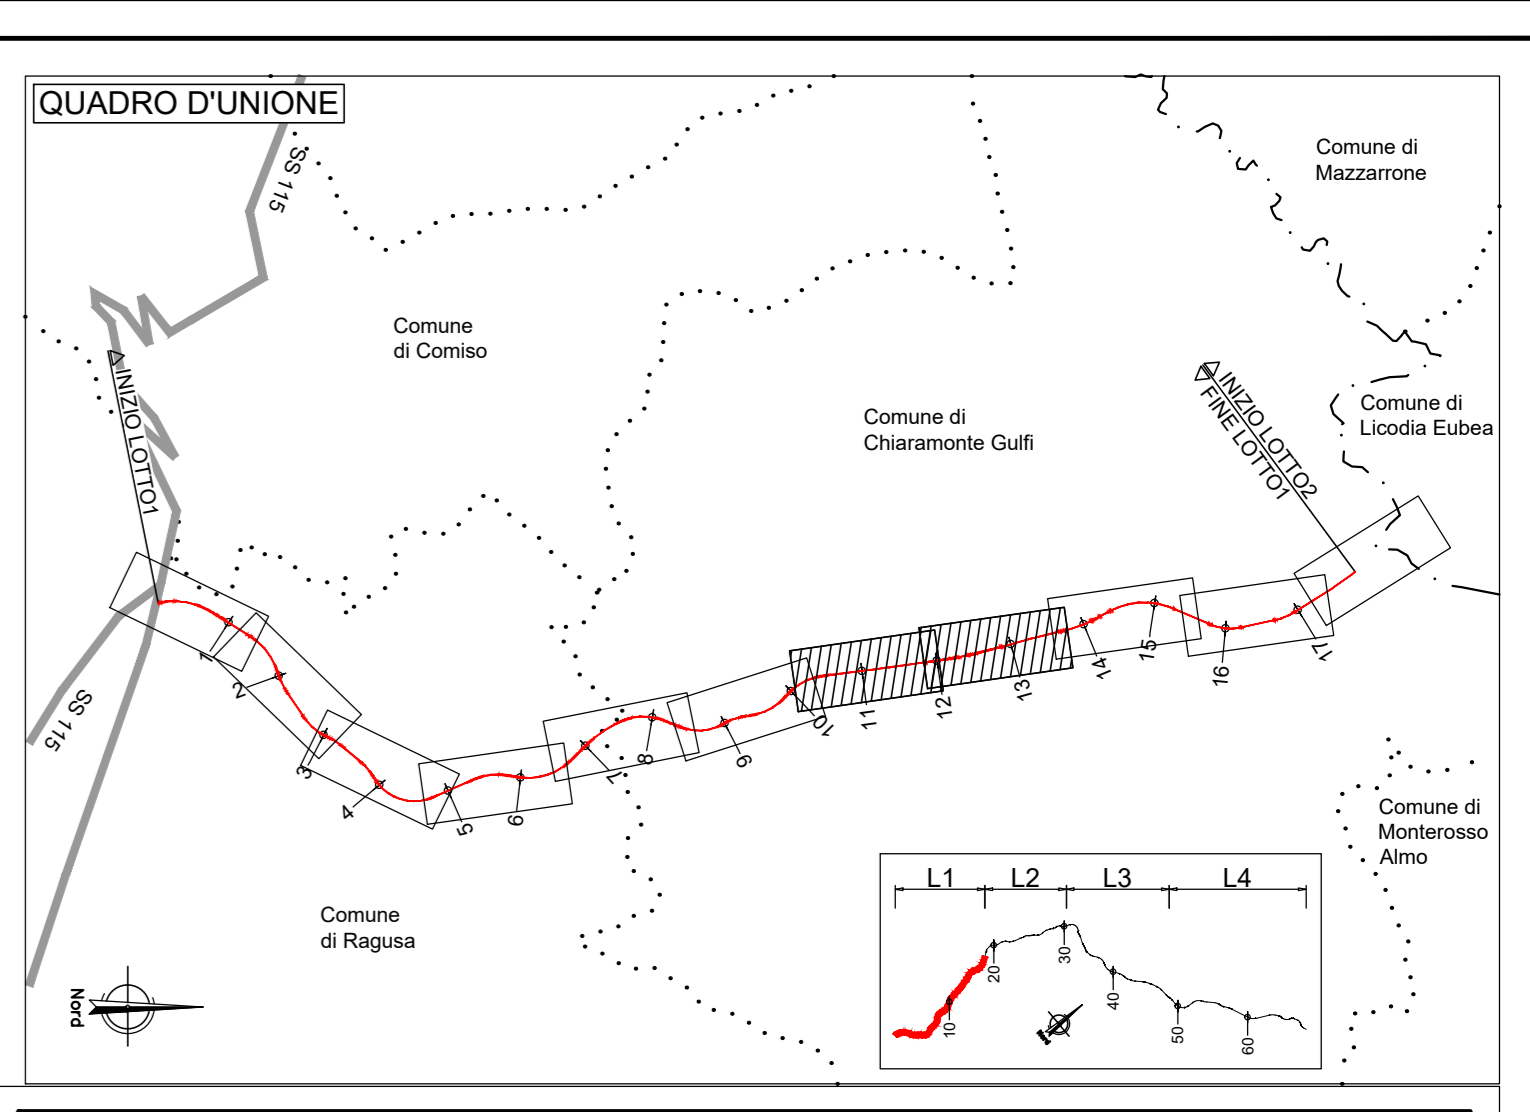 QUADRO D'UNIONE
SS 115
Comune di
Mazzarrone
Comune
di Comiso
INIZIO LOTTO1
Comune di
Chiaramonte Gulfi
INIZIO LOTTO2
FINE LOTTO1
Comune di
Licodia Eubea
1
2
3
4
5
6
7
8
9
10
11
12
13
14
15
16
17
SS 115
Comune di
Monterosso
Almo
Comune
di Ragusa
Nord
L1
L2
L3
L4
10
20
30
40
50
60